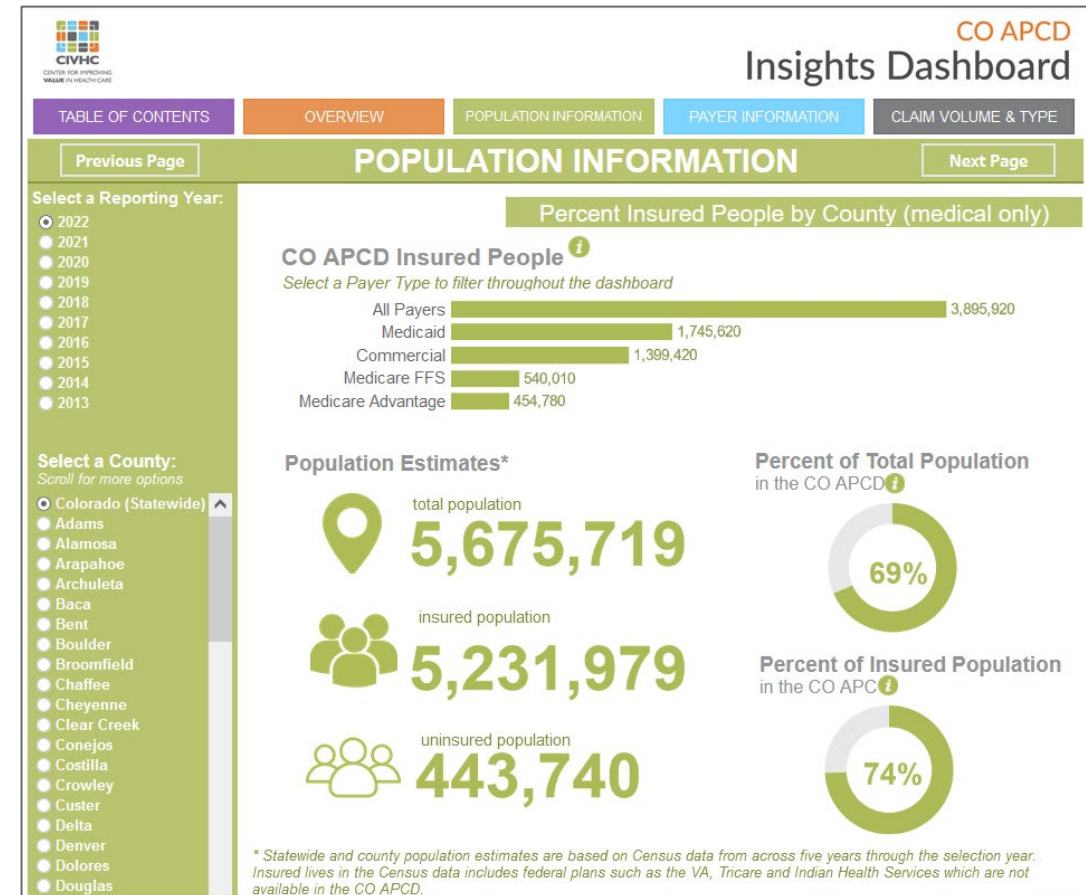 CIVHC
CENTER FOR IMPROVING
VALUE IN HEALTH CARE
CO APCD
Insights Dashboard
TABLE OF CONTENTS
OVERVIEW
POPULATION INFORMATION
PAYER INFORMATION
CLAIM VOLUME & TYPE
Previous Page
POPULATION INFORMATION
Next Page
Select a Reporting Year:
2022
2021
2020
2019
2018
2017
2016
2015
2014
2013
Select a County:
Scroll for more options
Colorado (Statewide)
Adams
Alamosa
Arapahoe
Archuleta
Baca
Bent
Boulder
Broomfield
Chaffee
Cheyenne
Clear Creek
Conejos
Costilla
Crowley
Custer
Delta
Denver
Dolores
Douglas
Percent Insured People by County (medical only)
CO APCD Insured People i
Select a Payer Type to filter throughout the dashboard
All Payers 3,895,920
Medicaid 1,745,620
Commercial 1,399,420
Medicare FFS 540,010
Medicare Advantage 454,780
Population Estimates*
total population
5,675,719
insured population
5,231,979
uninsured population
443,740
Percent of Total Population
in the CO APCD i
69%
Percent of Insured Population
in the CO APC i
74%
* Statewide and county population estimates are based on Census data from across five years through the selection year.
Insured lives in the Census data includes federal plans such as the VA, Tricare and Indian Health Services which are not
available in the CO APCD.